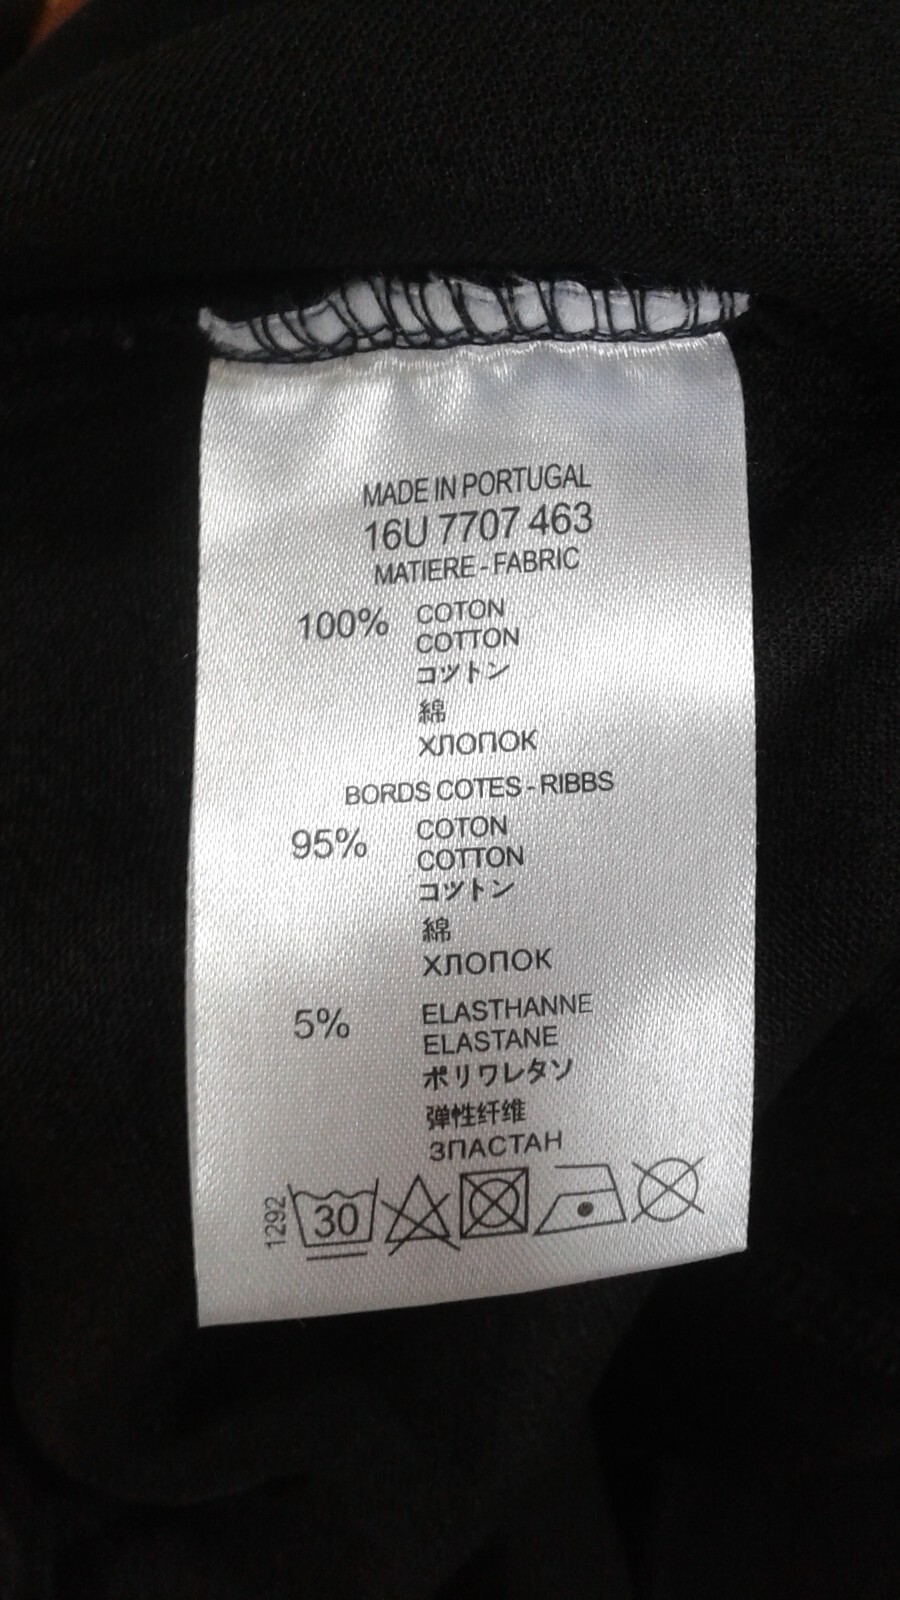 MADE IN PORTUGAL
16U 7707 463
MATIERE - FABRIC
100% COTON
COTTON
コツトン
綿
ХЛОПОК
BORDS COTES - RIBBS
95% COTON
COTTON
コツトン
綿
ХЛОПОК
5% ELASTHANNE
ELASTANE
ポリワレタソ
弹性纤维
ЗПАСТАН
1292 30